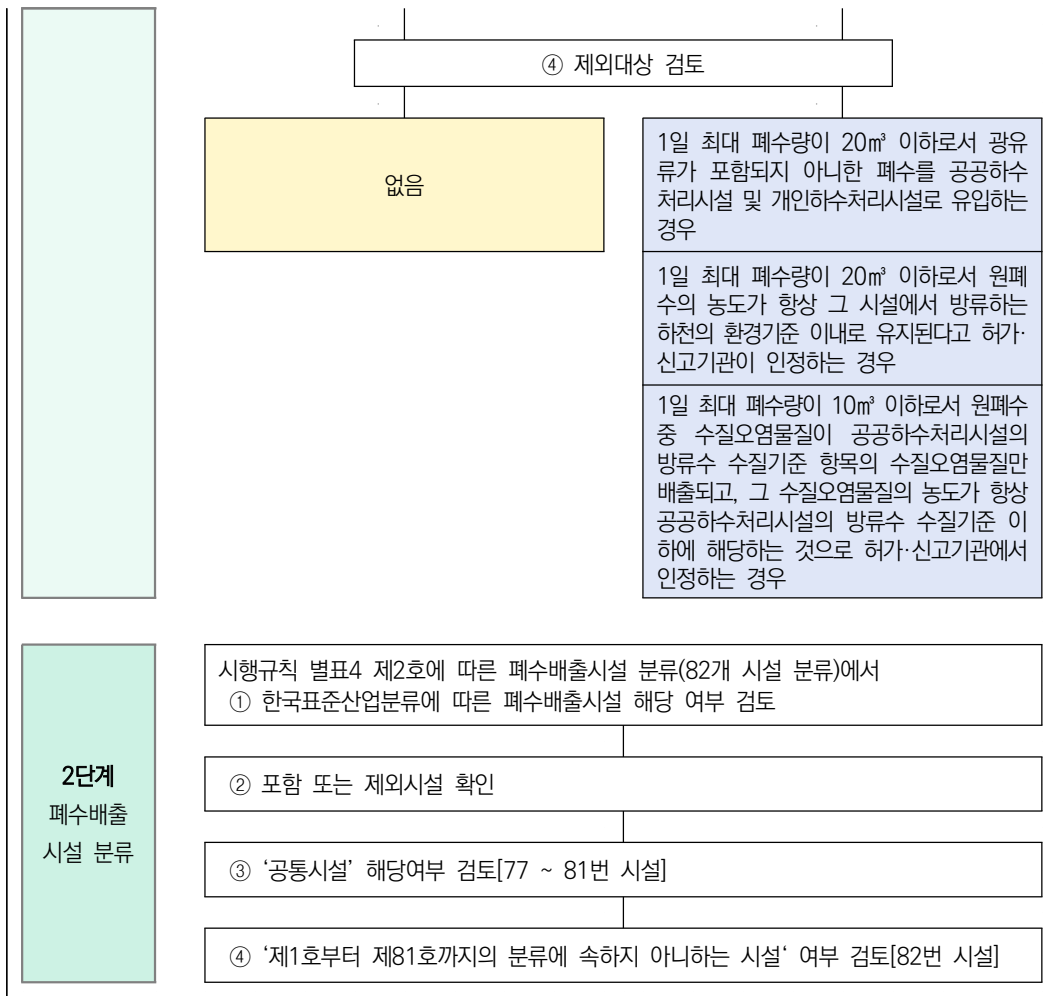 ④ 제외대상 검토
없음
1일 최대 폐수량이 20㎥ 이하로서 광유
류가 포함되지 아니한 폐수를 공공하수
처리시설 및 개인하수처리시설로 유입하는
경우
1일 최대 폐수량이 20㎥ 이하로서 원폐
수의 농도가 항상 그 시설에서 방류하는
하천의 환경기준 이내로 유지된다고 허가·
신고기관이 인정하는 경우
1일 최대 폐수량이 10㎥ 이하로서 원폐수
중 수질오염물질이 공공하수처리시설의
방류수 수질기준 항목의 수질오염물질만
배출되고, 그 수질오염물질의 농도가 항상
공공하수처리시설의 방류수 수질기준 이
하에 해당하는 것으로 허가·신고기관에서
인정하는 경우
2단계
폐수배출
시설 분류
시행규칙 별표4 제2호에 따른 폐수배출시설 분류(82개 시설 분류)에서
① 한국표준산업분류에 따른 폐수배출시설 해당 여부 검토
② 포함 또는 제외시설 확인
③ ‘공통시설’ 해당여부 검토[77 ~ 81번 시설]
④ ‘제1호부터 제81호까지의 분류에 속하지 아니하는 시설‘ 여부 검토[82번 시설]